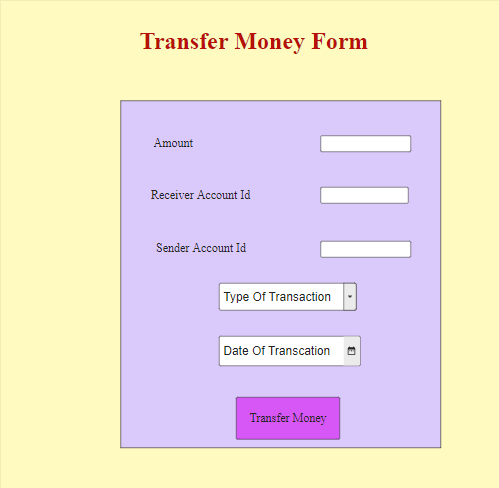 Transfer Money Form
Amount
Receiver Account Id
Sender Account Id
Type Of Transaction
Date Of Transcation
Transfer Money